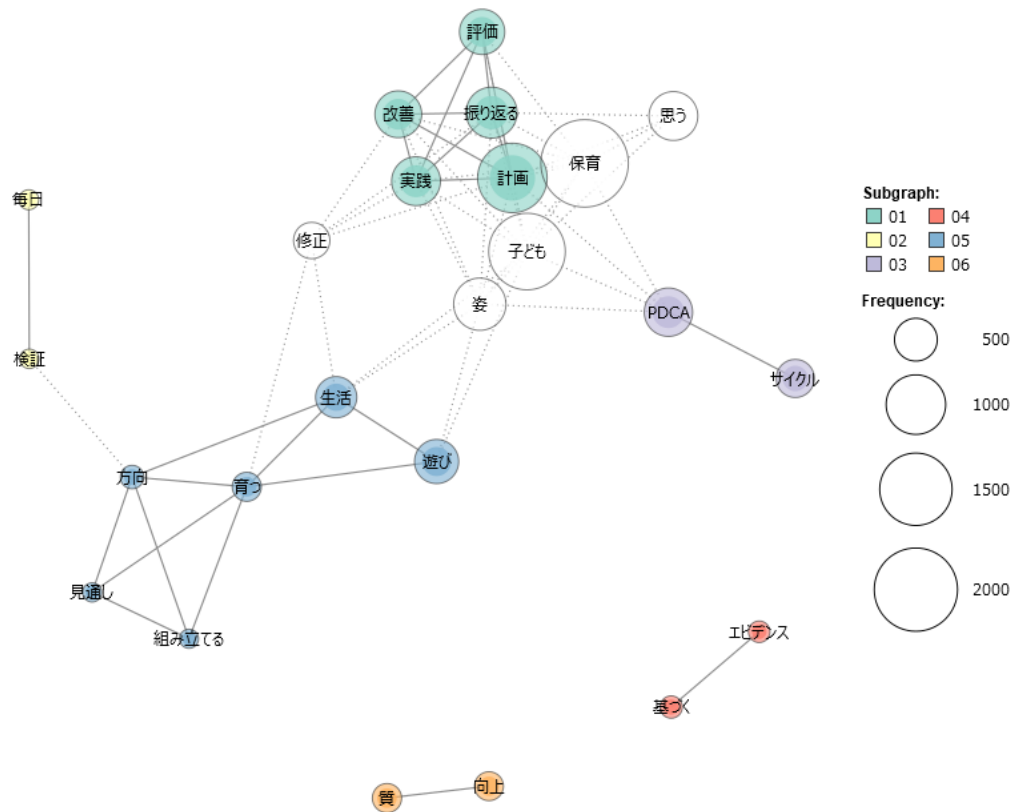 評価
改善
振り返る
思う
保育
実践
計画
毎日
修正
子ども
姿
PDCA
検証
サイクル
生活
遊び
方向
育つ
見通し
組み立てる
エビデンス
基づく
質
向上
Subgraph:
01 04
02 05
03 06
Frequency:
500
1000
1500
2000